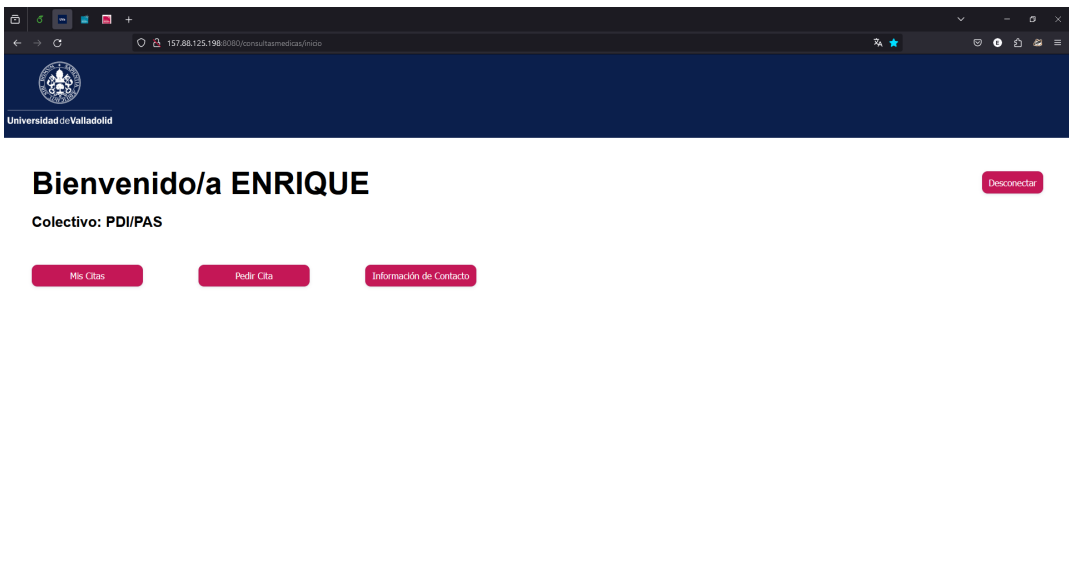 157.88.125.198:8080/consultasmedicas/inicio
Universidad de Valladolid
Bienvenido/a ENRIQUE
Desconectar
Colectivo: PDI/PAS
Mis Citas
Pedir Cita
Información de Contacto